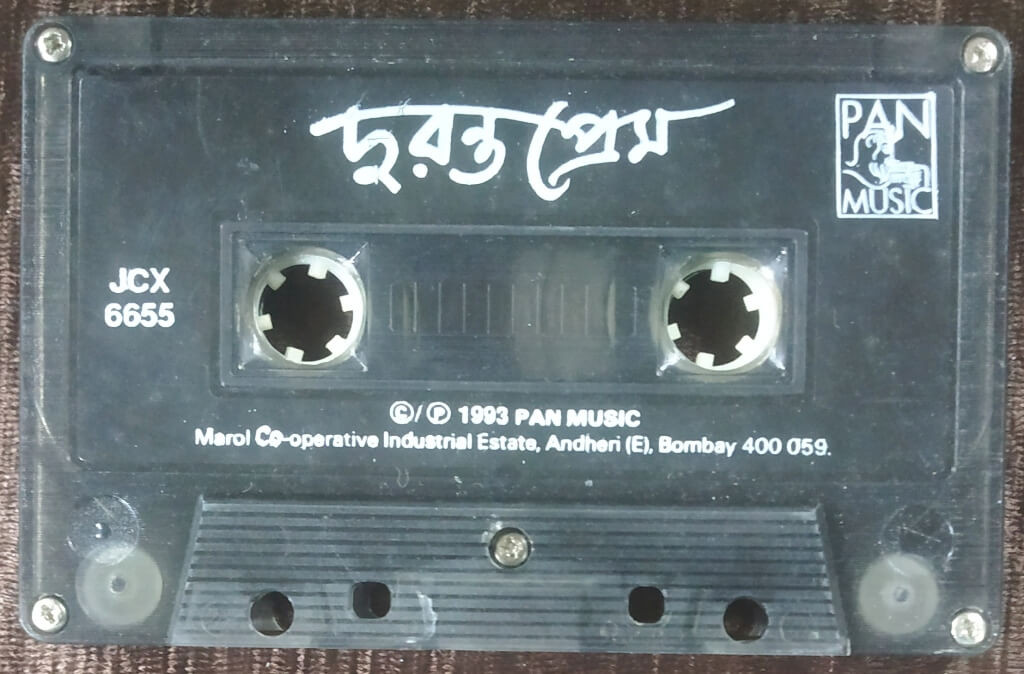 দুরন্ত প্রেম
PAN
MUSIC
JCX
6655
©/℗ 1993 PAN MUSIC
Marol Co-operative Industrial Estate, Andheri (E), Bombay 400 059.